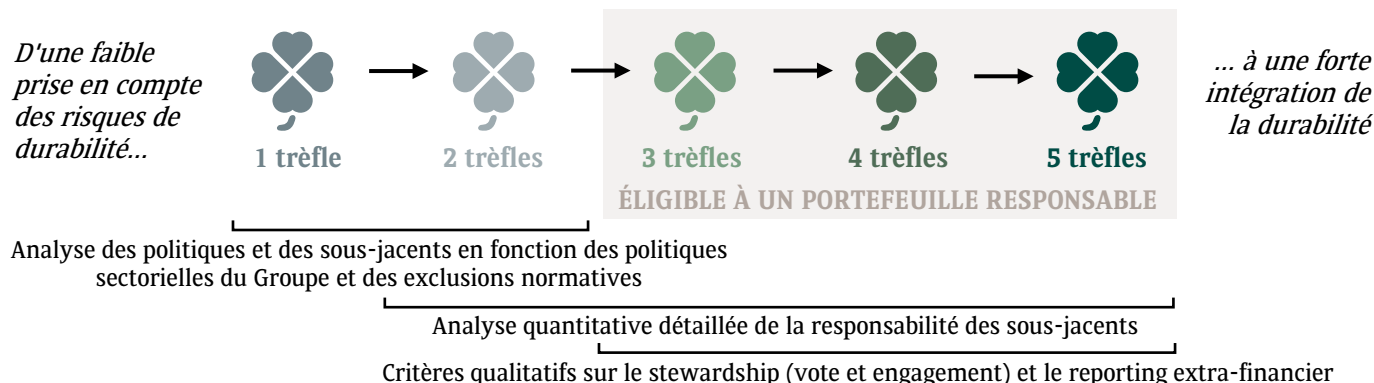 D'une faible
prise en compte
des risques de
durabilité...
... à une forte
intégration de
la durabilité
1 trèfle
2 trèfles
3 trèfles
4 trèfles
5 trèfles
ÉLIGIBLE À UN PORTEFEUILLE RESPONSABLE
Analyse des politiques et des sous-jacents en fonction des politiques
sectorielles du Groupe et des exclusions normatives
Analyse quantitative détaillée de la responsabilité des sous-jacents
Critères qualitatifs sur le stewardship (vote et engagement) et le reporting extra-financier